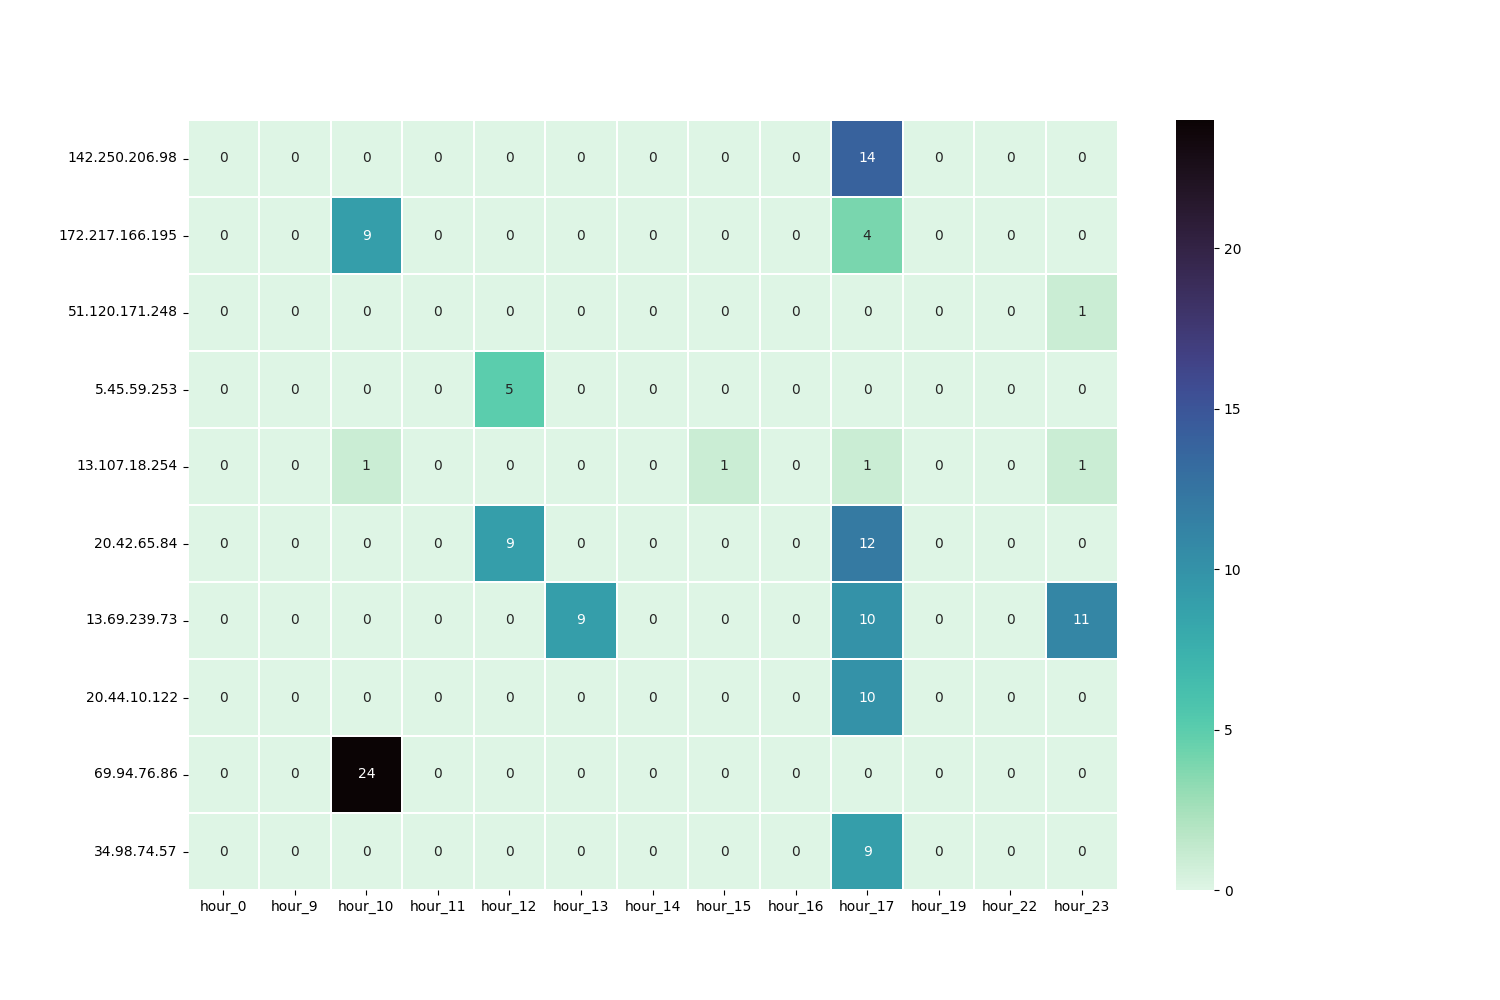 142.250.206.98 0 0 0 0 0 0 0 0 0 14 0 0 0
172.217.166.195 0 0 9 0 0 0 0 0 0 4 0 0 0
20
51.120.171.248 0 0 0 0 0 0 0 0 0 0 0 0 1
5.45.59.253 0 0 0 0 5 0 0 0 0 0 0 0 0
15
13.107.18.254 0 0 1 0 0 0 0 1 0 1 0 0 1
20.42.65.84 0 0 0 0 9 0 0 0 0 12 0 0 0
10
13.69.239.73 0 0 0 0 0 9 0 0 0 10 0 0 11
20.44.10.122 0 0 0 0 0 0 0 0 0 10 0 0 0
5
69.94.76.86 0 0 24 0 0 0 0 0 0 0 0 0 0
34.98.74.57 0 0 0 0 0 0 0 0 0 9 0 0 0
0
hour_0 hour_9 hour_10 hour_11 hour_12 hour_13 hour_14 hour_15 hour_16 hour_17 hour_19 hour_22 hour_23